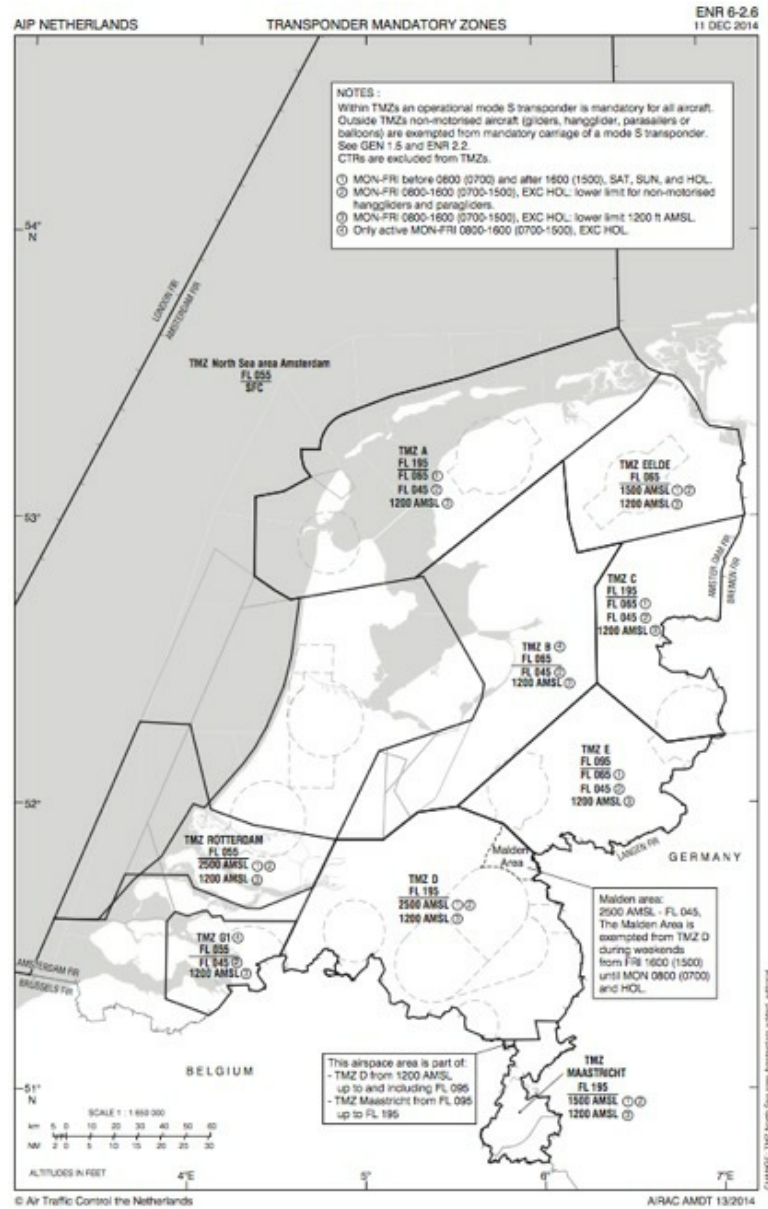 ENR 6-2.6
AIP NETHERLANDS
TRANSPONDER MANDATORY ZONES
11 DEC 2014
NOTES :
Within TMZs an operational mode S transponder is mandatory for all aircraft.
Outside TMZs non-motorised aircraft (gliders, hangglider, parasailers or
balloons) are exempted from mandatory carriage of a mode S transponder.
See GEN 1.5 and ENR 2.2.
CTRs are excluded from TMZs.
① MON-FRI before 0800 (0700) and after 1600 (1500), SAT, SUN, and HOL.
② MON-FRI 0800-1600 (0700-1500), EXC HOL: lower limit for non-motorised
hanggliders and paragliders.
③ MON-FRI 0800-1600 (0700-1500), EXC HOL: lower limit 1200 ft AMSL.
④ Only active MON-FRI 0800-1600 (0700-1500), EXC HOL.
54°
N
LONDON FIR
AMSTERDAM FIR
TMZ North Sea area Amsterdam
FL 055
SFC
TMZ A
FL 195
FL 065 ①
FL 045 ②
1200 AMSL ③
TMZ EELDE
FL 065
1500 AMSL ①②
1200 AMSL ③
53°
AMSTERDAM FIR
BREMEN FIR
TMZ C
FL 195
FL 065 ①
FL 045 ②
1200 AMSL ③
TMZ B ④
FL 065
FL 045 ②
1200 AMSL ③
TMZ E
FL 095
FL 065 ①
FL 045 ②
1200 AMSL ③
52°
TMZ ROTTERDAM
FL 055
2500 AMSL ①②
1200 AMSL ③
LANGEN FIR
GERMANY
Malden
Area
TMZ D
FL 195
2500 AMSL ①②
1200 AMSL ③
Malden area:
2500 AMSL - FL 045,
The Malden Area is
exempted from TMZ D
during weekends
from FRI 1600 (1500)
until MON 0800 (0700)
and HOL.
TMZ G1 ④
FL 055
FL 045 ②
1200 AMSL ③
AMSTERDAM FIR
BRUSSELS FIR
BELGIUM
This airspace area is part of:
- TMZ D from 1200 AMSL
up to and including FL 095
- TMZ Maastricht from FL 095
up to FL 195
TMZ
MAASTRICHT
FL 195
1500 AMSL ①②
1200 AMSL ③
51°
N
SCALE 1 : 1 650 000
km 5 0 10 20 30 40 50 60
NM 2 0 5 10 15 20 25 30
ALTITUDES IN FEET
4°E
5°
6°
7°E
© Air Traffic Control the Netherlands
AIRAC AMDT 13/2014